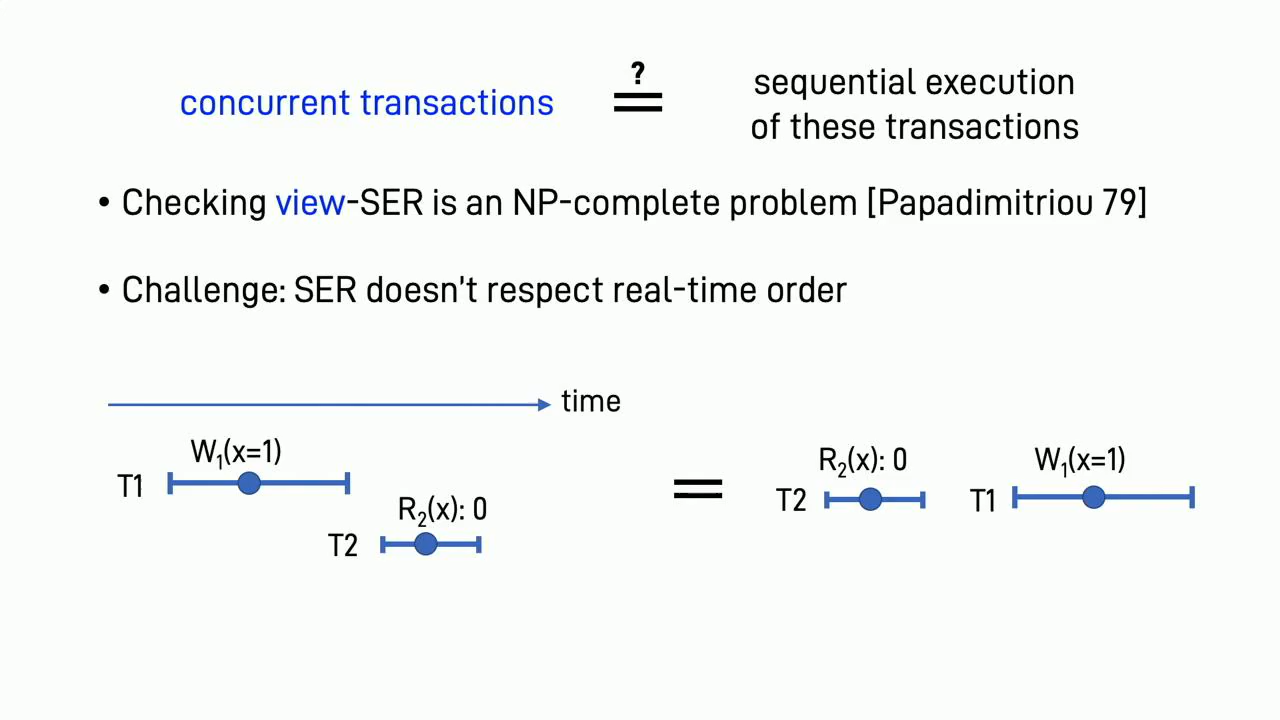 ?
concurrent transactions = sequential execution
of these transactions
• Checking view-SER is an NP-complete problem [Papadimitriou 79]
• Challenge: SER doesn't respect real-time order
time
W₁(x=1)
T1
R₂(x): 0
T2
=
R₂(x): 0
T2
W₁(x=1)
T1